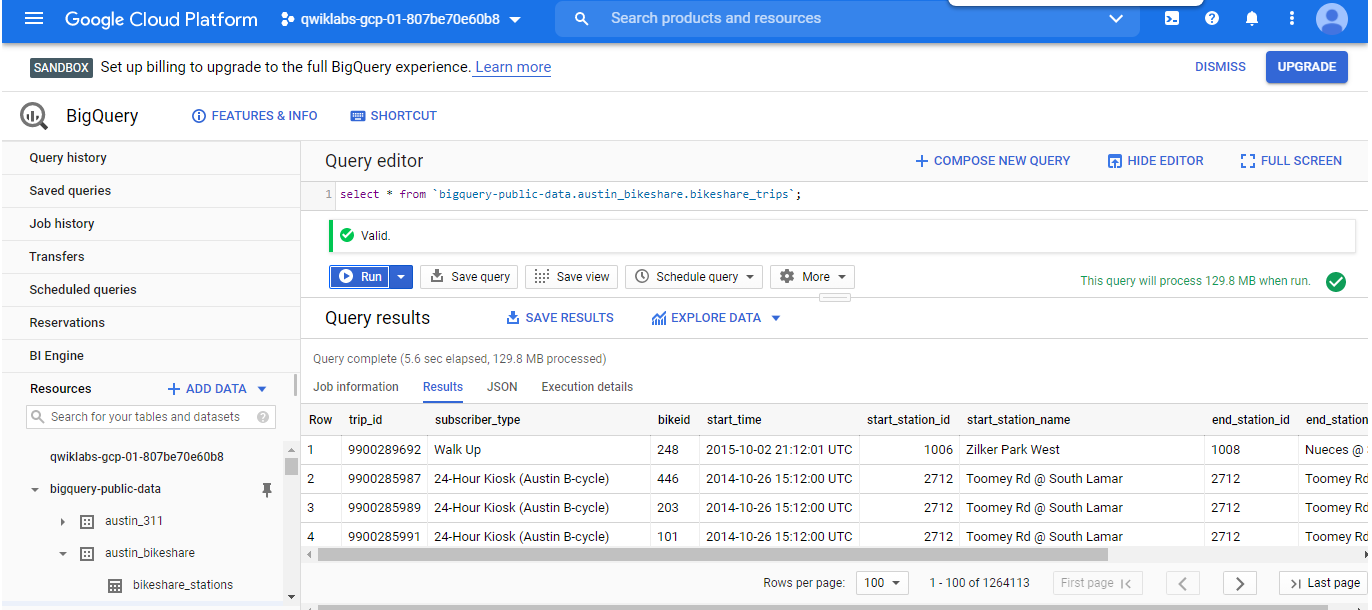 Google Cloud Platform qwiklabs-gcp-01-807be70e60b8 Search products and resources
SANDBOX Set up billing to upgrade to the full BigQuery experience. Learn more DISMISS UPGRADE
BigQuery FEATURES & INFO SHORTCUT
Query history
Saved queries
Job history
Transfers
Scheduled queries
Reservations
BI Engine
Resources ADD DATA
Search for your tables and datasets
qwiklabs-gcp-01-807be70e60b8
bigquery-public-data
austin_311
austin_bikeshare
bikeshare_stations
Query editor COMPOSE NEW QUERY HIDE EDITOR FULL SCREEN
1 select * from `bigquery-public-data.austin_bikeshare.bikeshare_trips`;
Valid.
Run Save query Save view Schedule query More This query will process 129.8 MB when run.
Query results SAVE RESULTS EXPLORE DATA
Query complete (5.6 sec elapsed, 129.8 MB processed)
Job information Results JSON Execution details
Row trip_id subscriber_type bikeid start_time start_station_id start_station_name end_station_id end_station
1 9900289692 Walk Up 248 2015-10-02 21:12:01 UTC 1006 Zilker Park West 1008 Nueces @
2 9900285987 24-Hour Kiosk (Austin B-cycle) 446 2014-10-26 15:12:00 UTC 2712 Toomey Rd @ South Lamar 2712 Toomey Rd
3 9900285989 24-Hour Kiosk (Austin B-cycle) 203 2014-10-26 15:12:00 UTC 2712 Toomey Rd @ South Lamar 2712 Toomey Rd
4 9900285991 24-Hour Kiosk (Austin B-cycle) 101 2014-10-26 15:12:00 UTC 2712 Toomey Rd @ South Lamar 2712 Toomey Rd
Rows per page: 100 1 - 100 of 1264113 First page Last page